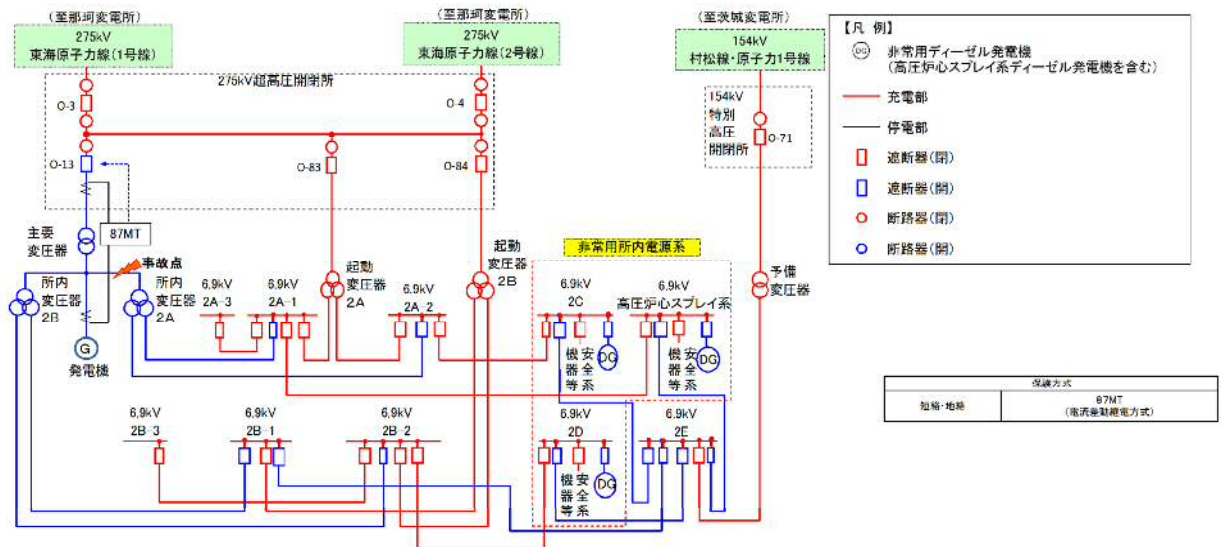 (至那珂変電所)
275kV
東海原子力線(1号線)
(至那珂変電所)
275kV
東海原子力線(2号線)
(至茨城変電所)
154kV
村松線・原子力1号線
275kV超高圧開閉所
O-3
O-4
O-13
O-83
O-84
154kV
特別
高圧
開閉所
O-71
【凡 例】
DG
非常用ディーゼル発電機
(高圧炉心スプレイ系ディーゼル発電機を含む)
充電部
停電部
遮断器(閉)
遮断器(開)
断路器(閉)
断路器(開)
主要
変圧器
87MT
事故点
所内
変圧器
2B
所内
変圧器
2A
G
発電機
6.9kV
2A-3
6.9kV
2A-1
起動
変圧器
2A
6.9kV
2A-2
起動
変圧器
2B
非常用所内電源系
6.9kV
2C
6.9kV
高圧炉心スプレイ系
予備
変圧器
安全系
機器等
DG
安全系
機器等
DG
6.9kV
2B-3
6.9kV
2B-1
6.9kV
2B-2
6.9kV
2D
6.9kV
2E
安全系
機器等
DG
保護方式
短絡・地絡
87MT
(電流差動継電方式)